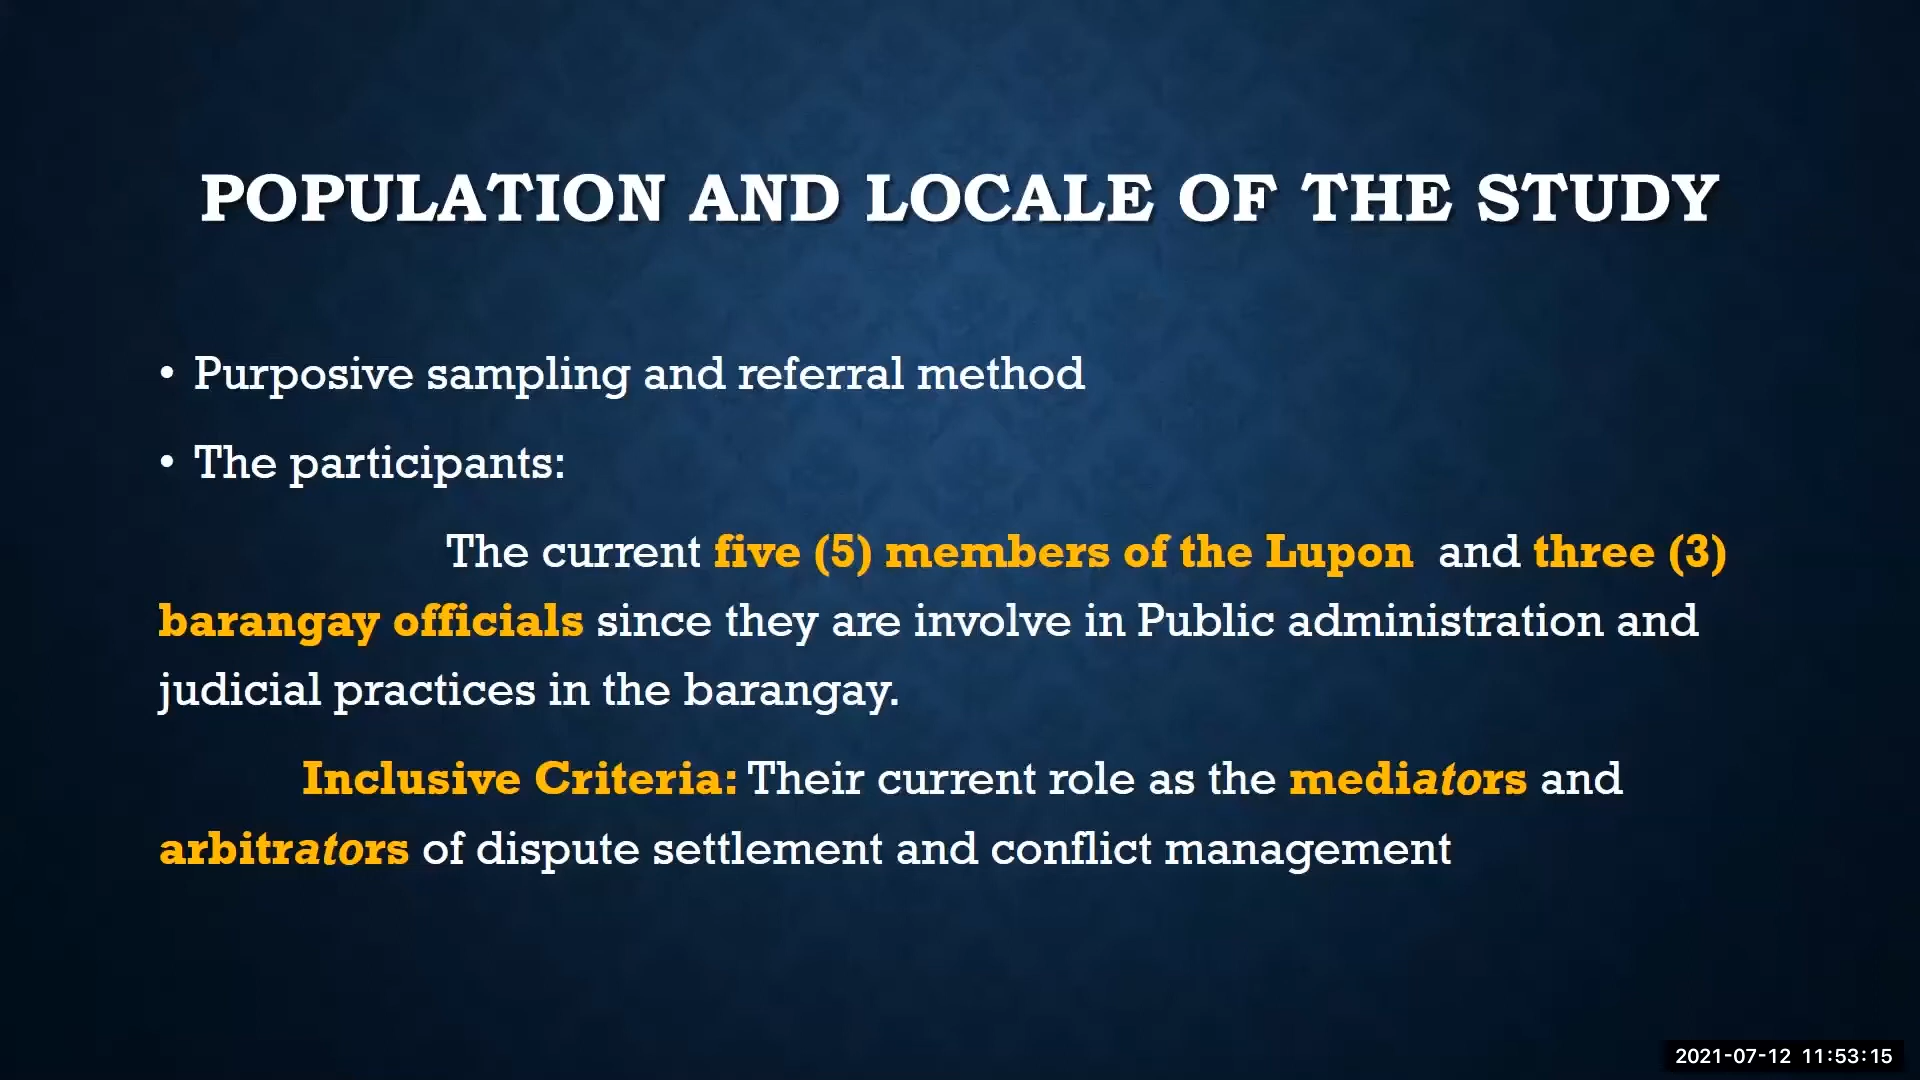 POPULATION AND LOCALE OF THE STUDY
• Purposive sampling and referral method
• The participants:
The current five (5) members of the Lupon and three (3)
barangay officials since they are involve in Public administration and
judicial practices in the barangay.
Inclusive Criteria: Their current role as the mediators and
arbitrators of dispute settlement and conflict management
2021-07-12 11:53:15